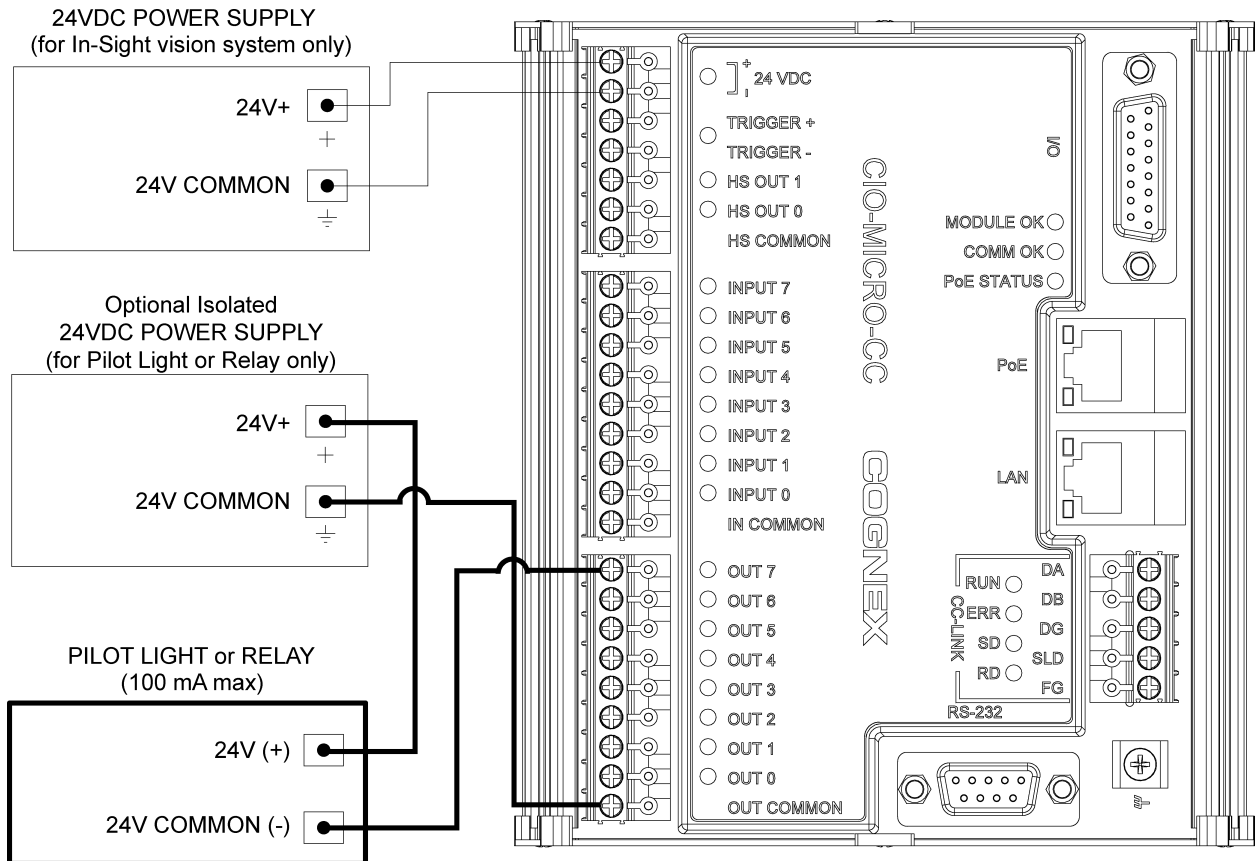 24VDC POWER SUPPLY
(for In-Sight vision system only)
24V+
+
24V COMMON
Optional Isolated
24VDC POWER SUPPLY
(for Pilot Light or Relay only)
24V+
+
24V COMMON
PILOT LIGHT or RELAY
(100 mA max)
24V (+)
24V COMMON (-)
+
-
24 VDC
TRIGGER +
TRIGGER -
HS OUT 1
HS OUT 0
HS COMMON
INPUT 7
INPUT 6
INPUT 5
INPUT 4
INPUT 3
INPUT 2
INPUT 1
INPUT 0
IN COMMON
OUT 7
OUT 6
OUT 5
OUT 4
OUT 3
OUT 2
OUT 1
OUT 0
OUT COMMON
CIO-MICRO-CC
COGNEX
I/O
MODULE OK
COMM OK
PoE STATUS
PoE
LAN
CC-LINK
RUN
ERR
SD
RD
DA
DB
DG
SLD
FG
RS-232